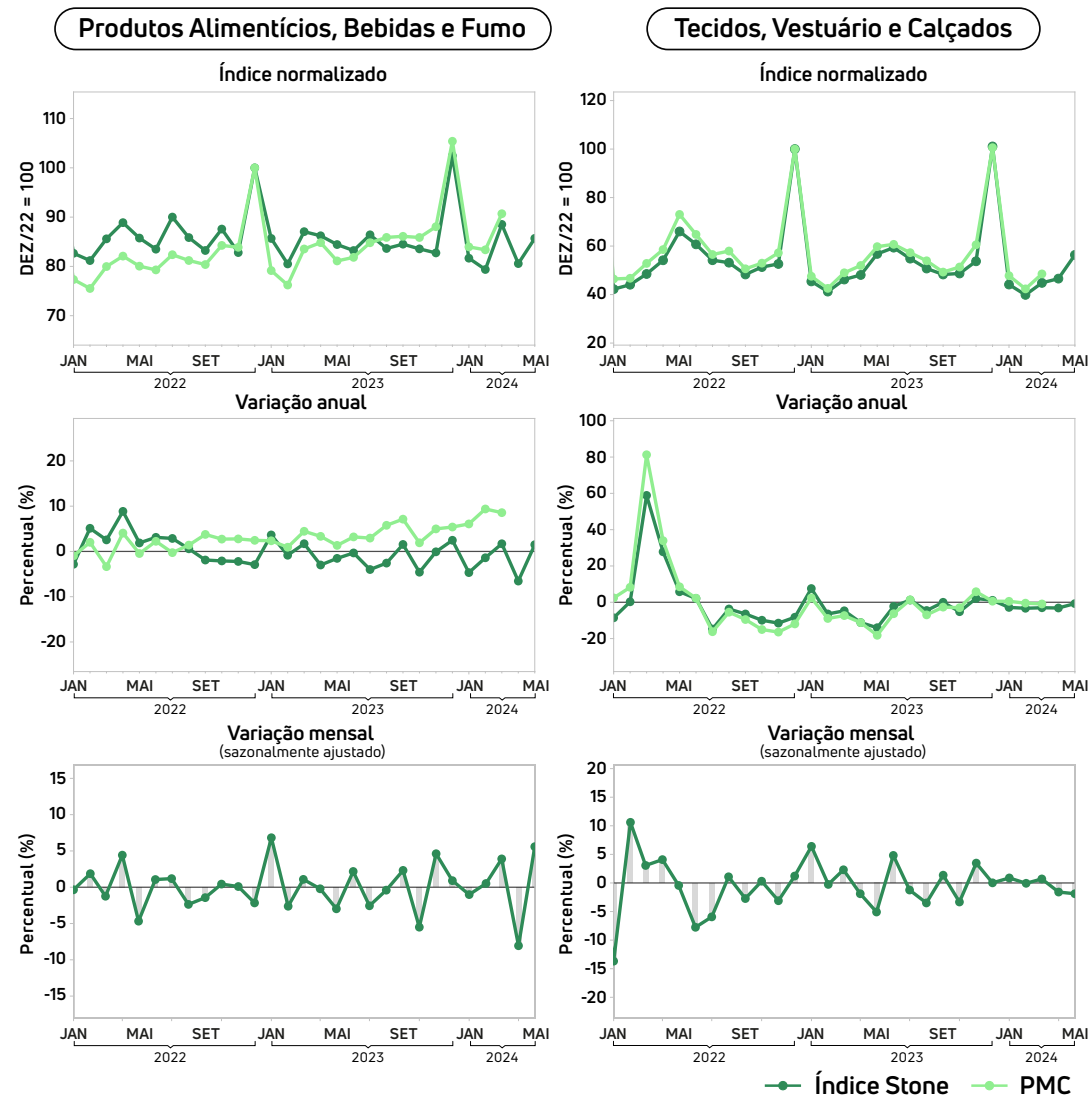 Produtos Alimentícios, Bebidas e Fumo
Índice normalizado
DEZ/22 = 100
110
100
90
80
70
JAN MAI SET JAN MAI SET JAN MAI
2022 2023 2024
Variação anual
Percentual (%)
20
10
0
-10
-20
JAN MAI SET JAN MAI SET JAN MAI
2022 2023 2024
Variação mensal
(sazonalmente ajustado)
Percentual (%)
15
10
5
0
-5
-10
-15
JAN MAI SET JAN MAI SET JAN MAI
2022 2023 2024
Tecidos, Vestuário e Calçados
Índice normalizado
DEZ/22 = 100
120
100
80
60
40
20
JAN MAI SET JAN MAI SET JAN MAI
2022 2023 2024
Variação anual
Percentual (%)
100
80
60
40
20
0
-20
JAN MAI SET JAN MAI SET JAN MAI
2022 2023 2024
Variação mensal
(sazonalmente ajustado)
Percentual (%)
20
15
10
5
0
-5
-10
-15
-20
JAN MAI SET JAN MAI SET JAN MAI
2022 2023 2024
Índice Stone PMC